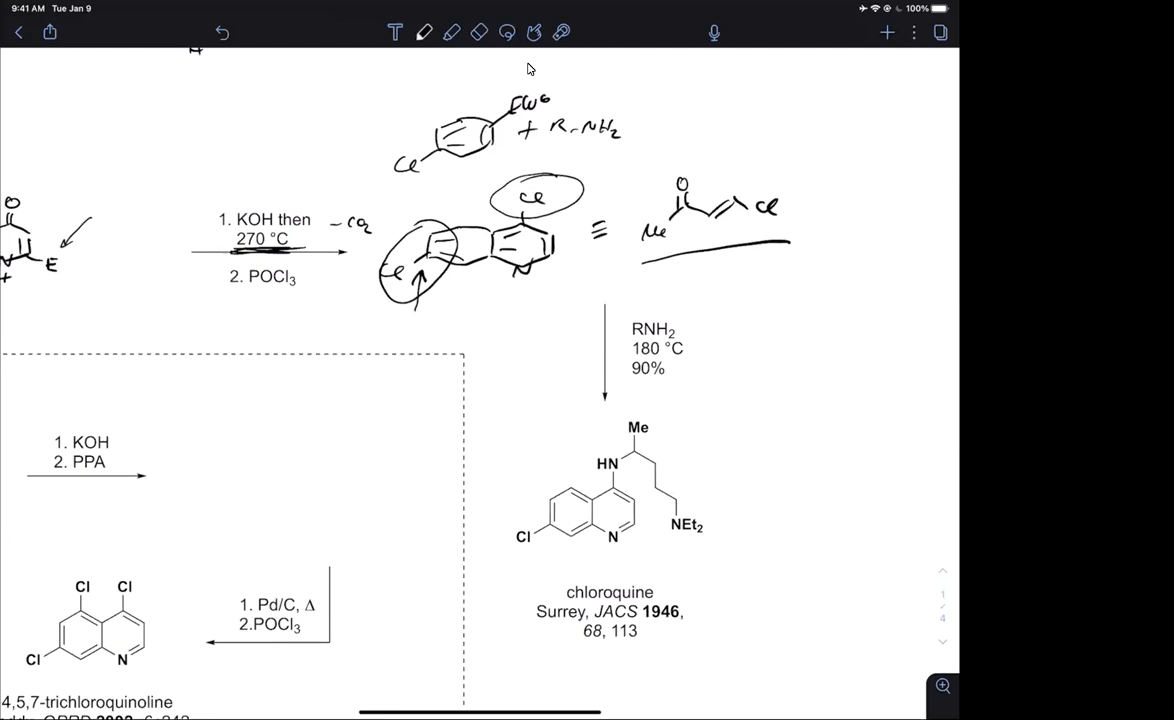 9:41 AM Tue Jan 9
100%
EWG
+ R-NH2
Cl
O
1. KOH then
270 °C
2. POCl3
- CO2
E
N
+
Cl
Cl
N
≡
O
Me
Cl
RNH2
180 °C
90%
1. KOH
2. PPA
Me
HN
NEt2
Cl
N
chloroquine
Surrey, JACS 1946,
68, 113
Cl Cl
Cl
N
1. Pd/C, Δ
2.POCl3
4,5,7-trichloroquinoline
1
/
4